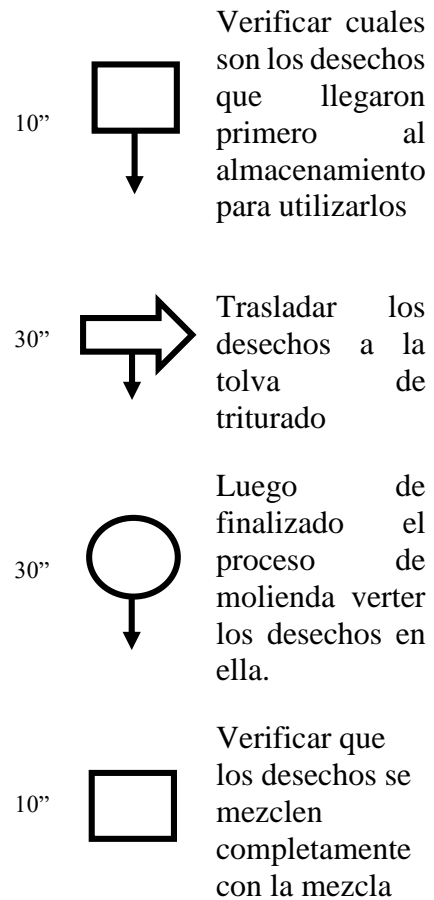 Verificar cuales
son los desechos
que llegaron
10” primero al
almacenamiento
para utilizarlos
Trasladar los
30” desechos a la
tolva de
triturado
Luego de
finalizado el
30” proceso de
molienda verter
los desechos en
ella.
Verificar que
los desechos se
10” mezclen
completamente
con la mezcla